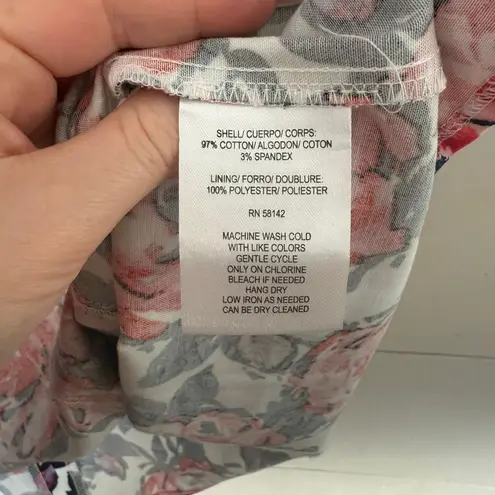 SHELL/ CUERPO/ CORPS:
97% COTTON/ ALGODON/ COTON
3% SPANDEX
LINING/ FORRO/ DOUBLURE:
100% POLYESTER/ POLIESTER
RN 58142
MACHINE WASH COLD
WITH LIKE COLORS
GENTLE CYCLE
ONLY ON CHLORINE
BLEACH IF NEEDED
HANG DRY
LOW IRON AS NEEDED
CAN BE DRY CLEANED